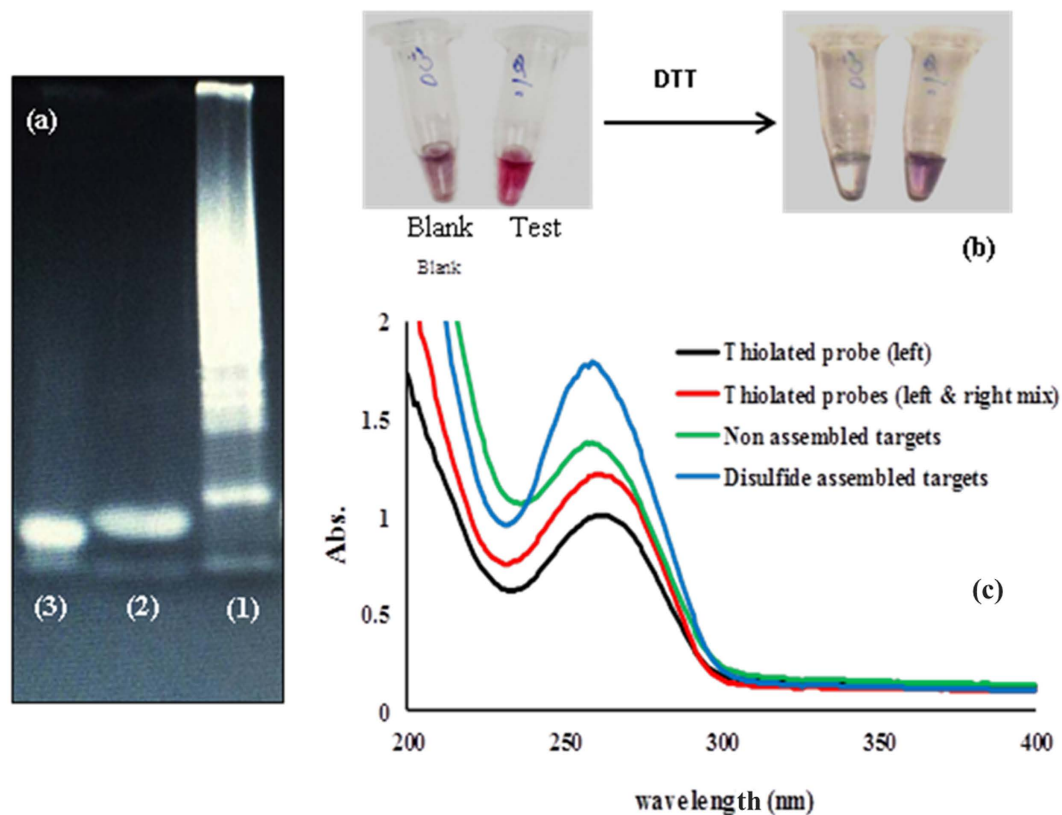 (a)
(3) (2) (1)
DTT
Blank Test
Blank
(b)
2
1.5
1
0.5
0
Abs.
Thiolated probe (left)
Thiolated probes (left & right mix)
Non assembled targets
Disulfide assembled targets
(c)
200 250 300 350 400
wavelength (nm)